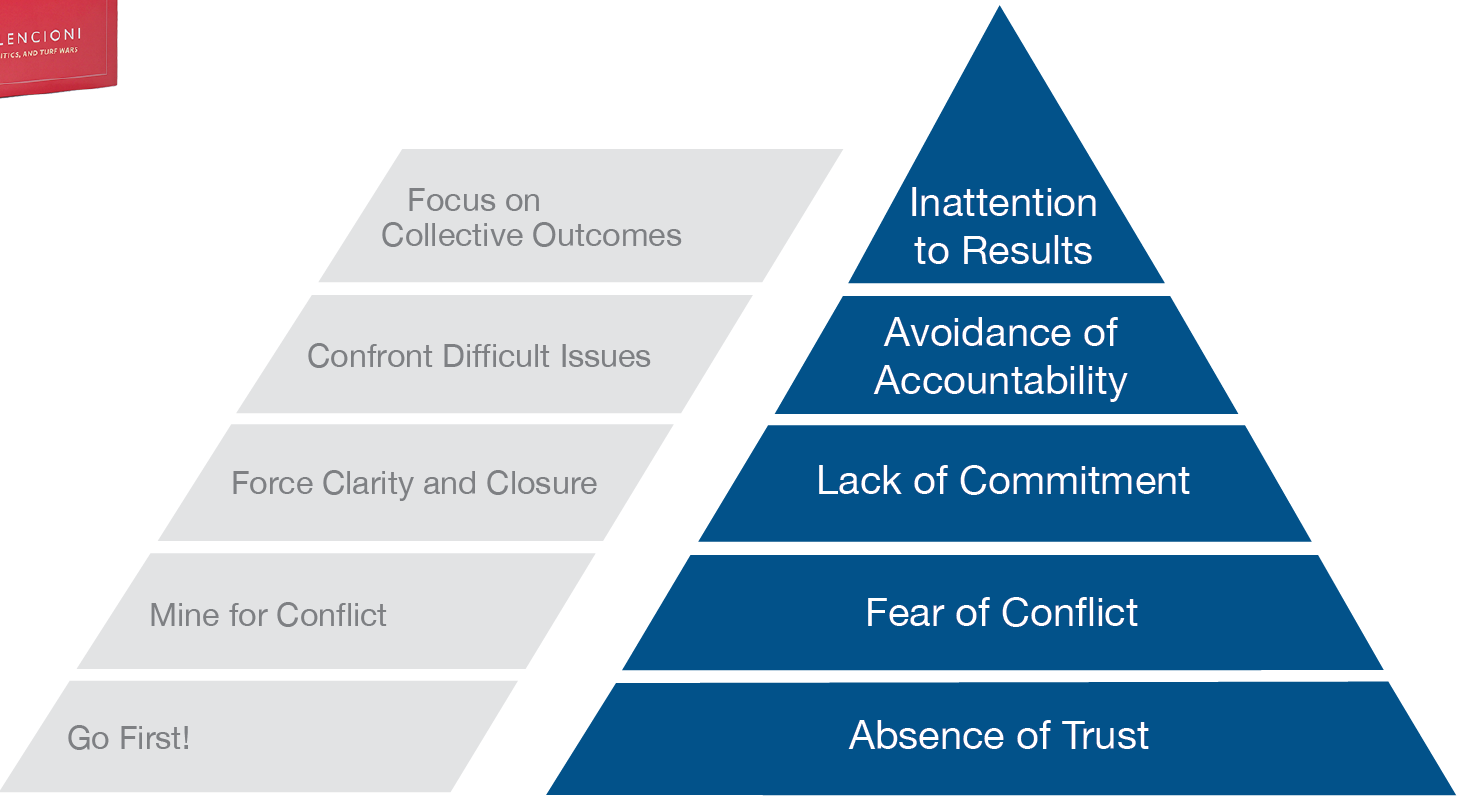 LENCIONI
ITICS, AND TURF WARS
Focus on
Collective Outcomes
Inattention
to Results
Confront Difficult Issues
Avoidance of
Accountability
Force Clarity and Closure
Lack of Commitment
Mine for Conflict
Fear of Conflict
Go First!
Absence of Trust